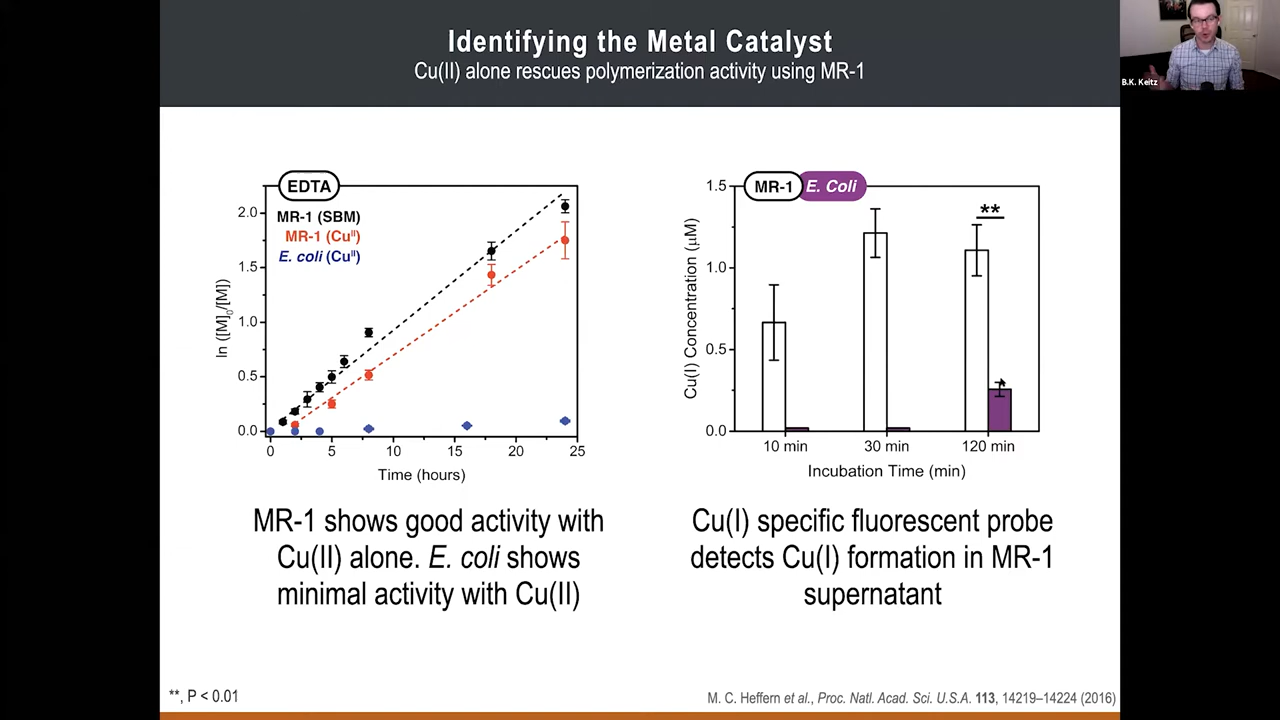 Identifying the Metal Catalyst
Cu(II) alone rescues polymerization activity using MR-1
B.K. Keitz
EDTA
MR-1 (SBM)
MR-1 (Cuᴵᴵ)
E. coli (Cuᴵᴵ)
2.0
1.5
1.0
0.5
0.0
ln ([M]₀/[M])
0 5 10 15 20 25
Time (hours)
MR-1 E. Coli
**
1.5
1.0
0.5
0.0
Cu(I) Concentration (μM)
10 min 30 min 120 min
Incubation Time (min)
MR-1 shows good activity with
Cu(II) alone. E. coli shows
minimal activity with Cu(II)
Cu(I) specific fluorescent probe
detects Cu(I) formation in MR-1
supernatant
**, P < 0.01
M. C. Heffern et al., Proc. Natl. Acad. Sci. U.S.A. 113, 14219–14224 (2016)